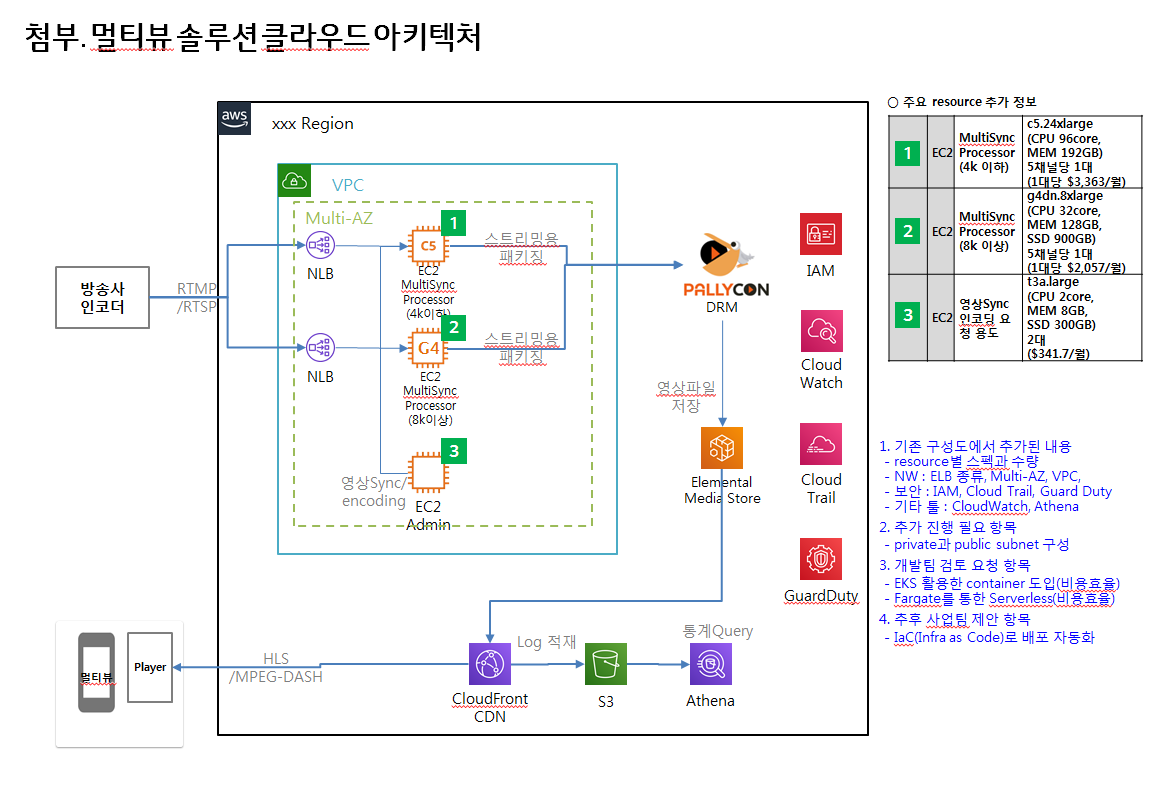 첨부. 멀티뷰 솔루션 클라우드 아키텍처
aws
xxx Region
VPC
Multi-AZ
방송사
인코더
RTMP
/RTSP
NLB
1
C5
EC2
MultiSync
Processor
(4k이하)
스트리밍용
패키징
NLB
2
G4
EC2
MultiSync
Processor
(8k이상)
스트리밍용
패키징
3
영상Sync/
encoding
EC2
Admin
PALLYCON
DRM
영상파일
저장
Elemental
Media Store
IAM
Cloud
Watch
Cloud
Trail
GuardDuty
멀티뷰
Player
HLS
/MPEG-DASH
CloudFront
CDN
Log 적재
S3
통계Query
Athena
○ 주요 resource 추가 정보
1
EC2
MultiSync
Processor
(4k 이하)
c5.24xlarge
(CPU 96core,
MEM 192GB)
5채널당 1대
(1대당 $3,363/월)
2
EC2
MultiSync
Processor
(8k 이상)
g4dn.8xlarge
(CPU 32core,
MEM 128GB,
SSD 900GB)
5채널당 1대
(1대당 $2,057/월)
3
EC2
영상Sync
인코딩 요
청 용도
t3a.large
(CPU 2core,
MEM 8GB,
SSD 300GB)
2대
($341.7/월)
1. 기존 구성도에서 추가된 내용
- resource별 스펙과 수량
- NW : ELB 종류, Multi-AZ, VPC,
- 보안 : IAM, Cloud Trail, Guard Duty
- 기타 툴 : CloudWatch, Athena
2. 추가 진행 필요 항목
- private과 public subnet 구성
3. 개발팀 검토 요청 항목
- EKS 활용한 container 도입(비용효율)
- Fargate를 통한 Serverless(비용효율)
4. 추후 사업팀 제안 항목
- IaC(Infra as Code)로 배포 자동화